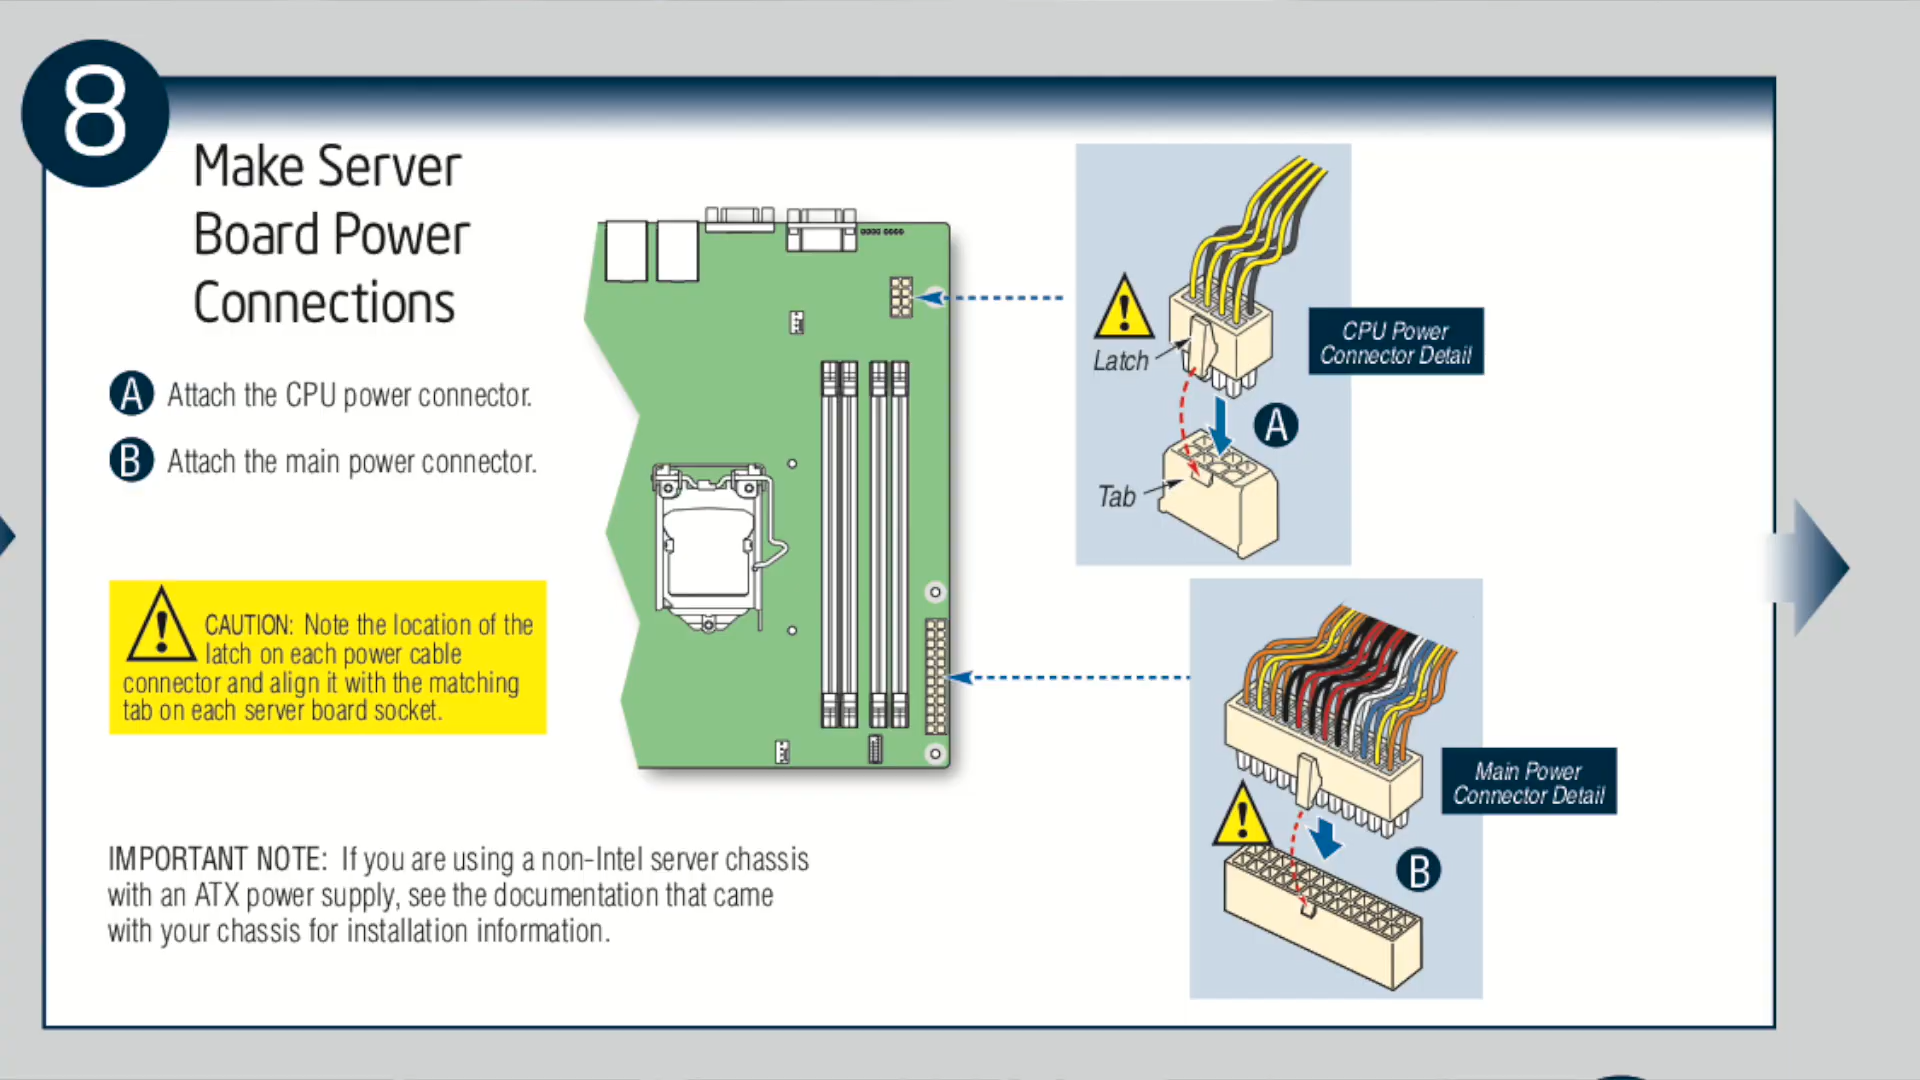 8
Make Server
Board Power
Connections
A Attach the CPU power connector.
B Attach the main power connector.
CAUTION: Note the location of the
latch on each power cable
connector and align it with the matching
tab on each server board socket.
IMPORTANT NOTE: If you are using a non-Intel server chassis
with an ATX power supply, see the documentation that came
with your chassis for installation information.
Latch
CPU Power
Connector Detail
A
Tab
Main Power
Connector Detail
B